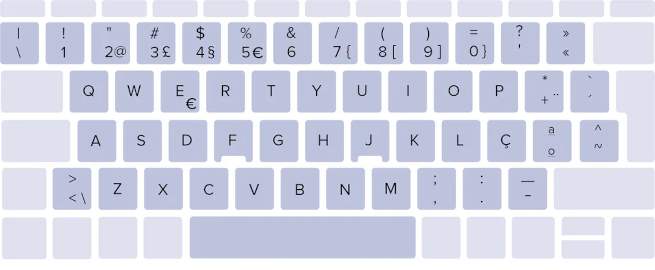 | ! " # $ % & / ( ) = ? »
\ 1 2@ 3£ 4§ 5€ 6 7{ 8[ 9] 0} ' «
Q W E € R T Y U I O P * + ¨ ` ´
A S D F G H J K L Ç ª º ^ ~
> < \ Z X C V B N M ; , : . _ -